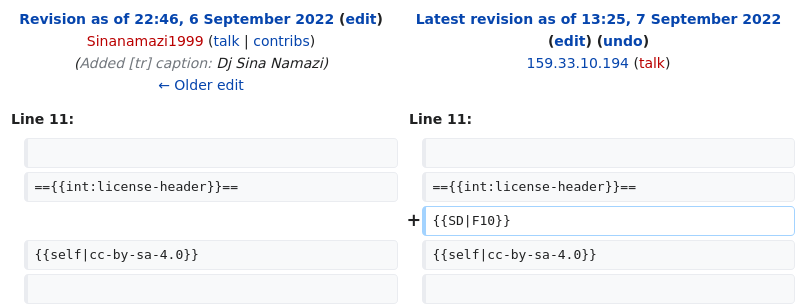 Revision as of 22:46, 6 September 2022 (edit)
Sinanamazi1999 (talk | contribs)
(Added [tr] caption: Dj Sina Namazi)
← Older edit
Latest revision as of 13:25, 7 September 2022
(edit) (undo)
159.33.10.194 (talk)
Line 11:
Line 11:
=={{int:license-header}}==
=={{int:license-header}}==
+ {{SD|F10}}
{{self|cc-by-sa-4.0}}
{{self|cc-by-sa-4.0}}